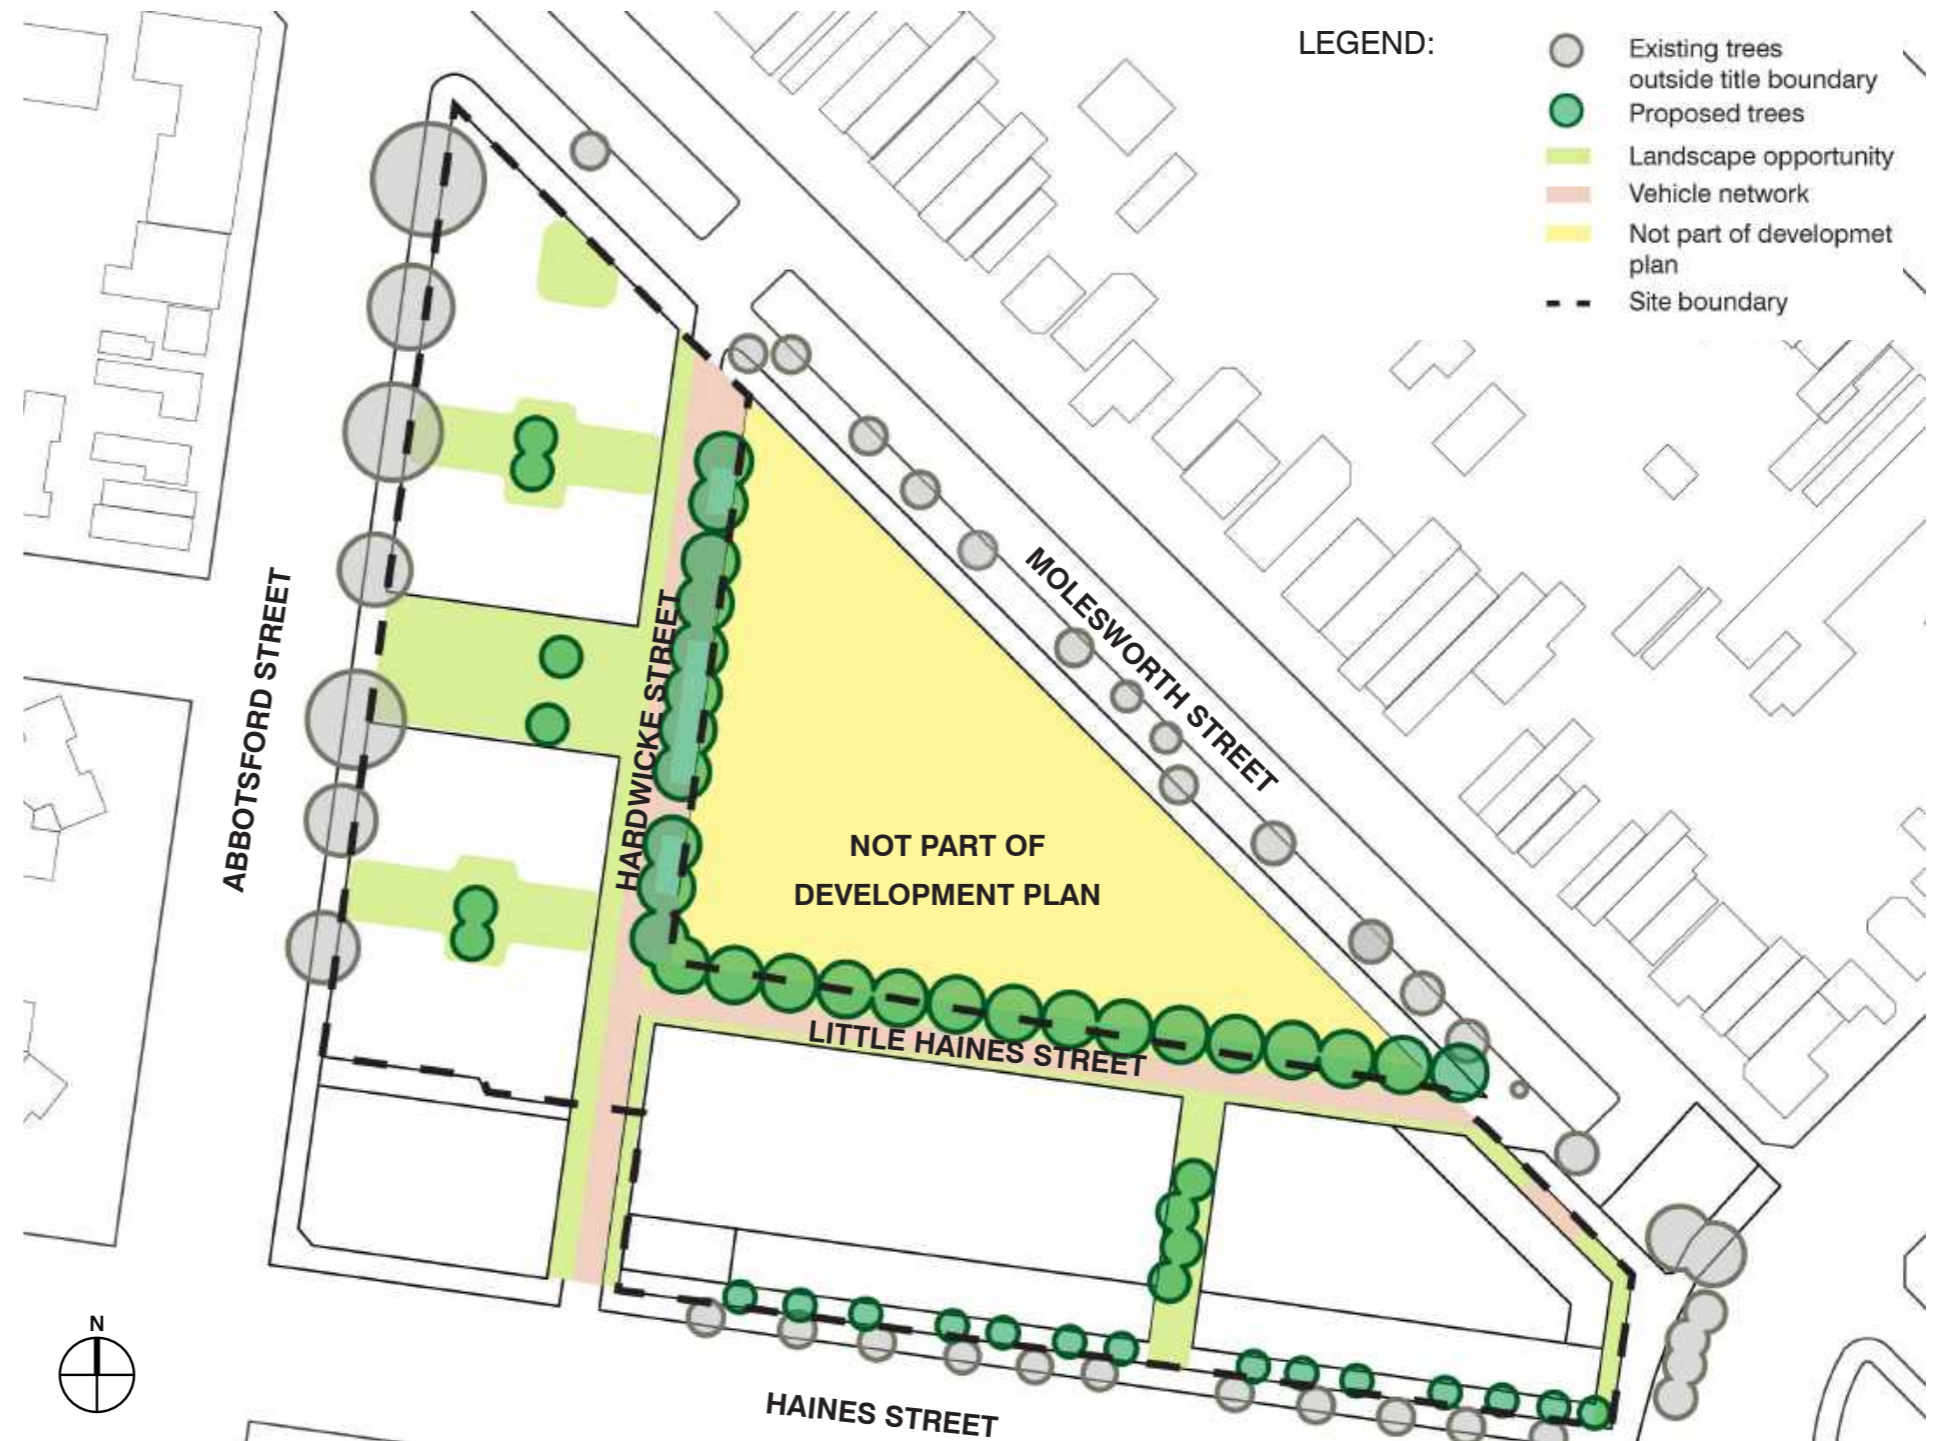 LEGEND:
Existing trees
outside title boundary
Proposed trees
Landscape opportunity
Vehicle network
Not part of developmet
plan
Site boundary
MOLESWORTH STREET
ABBOTSFORD STREET
HARDWICKE STREET
NOT PART OF
DEVELOPMENT PLAN
LITTLE HAINES STREET
N
HAINES STREET